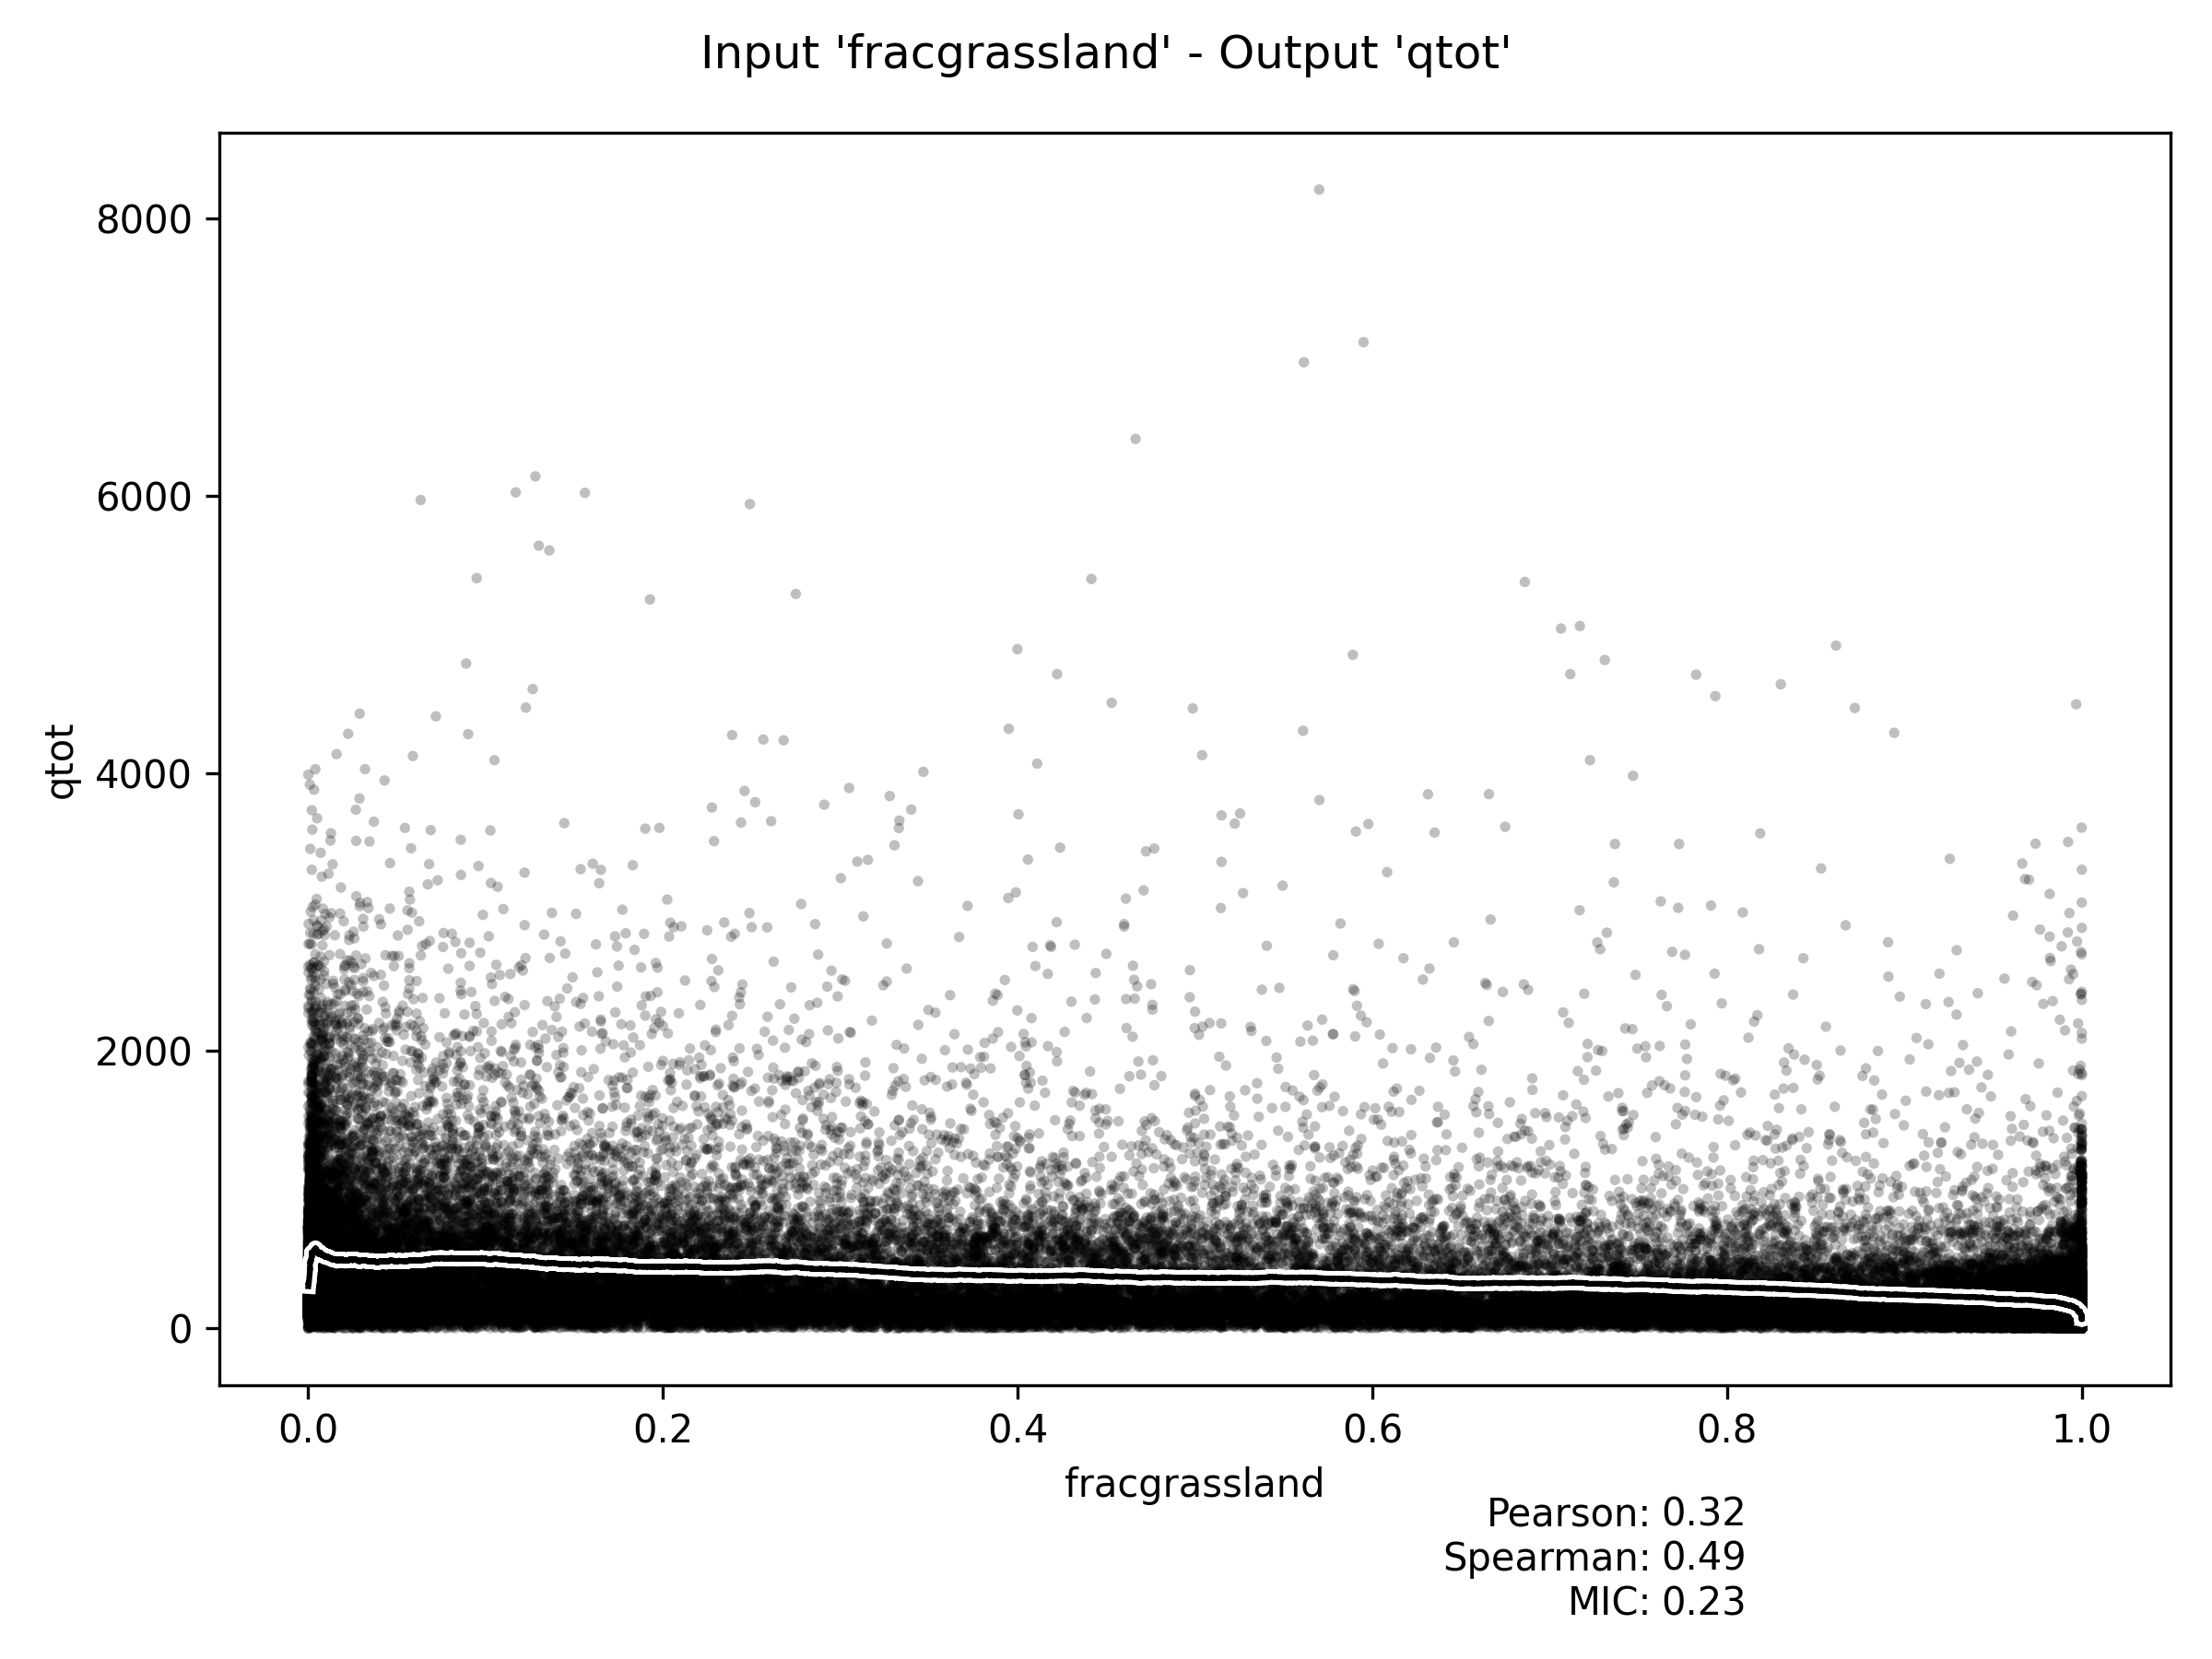 Input 'fracgrassland' - Output 'qtot'
8000
6000
4000
2000
0
qtot
0.0 0.2 0.4 0.6 0.8 1.0
fracgrassland
Pearson: 0.32
Spearman: 0.49
MIC: 0.23